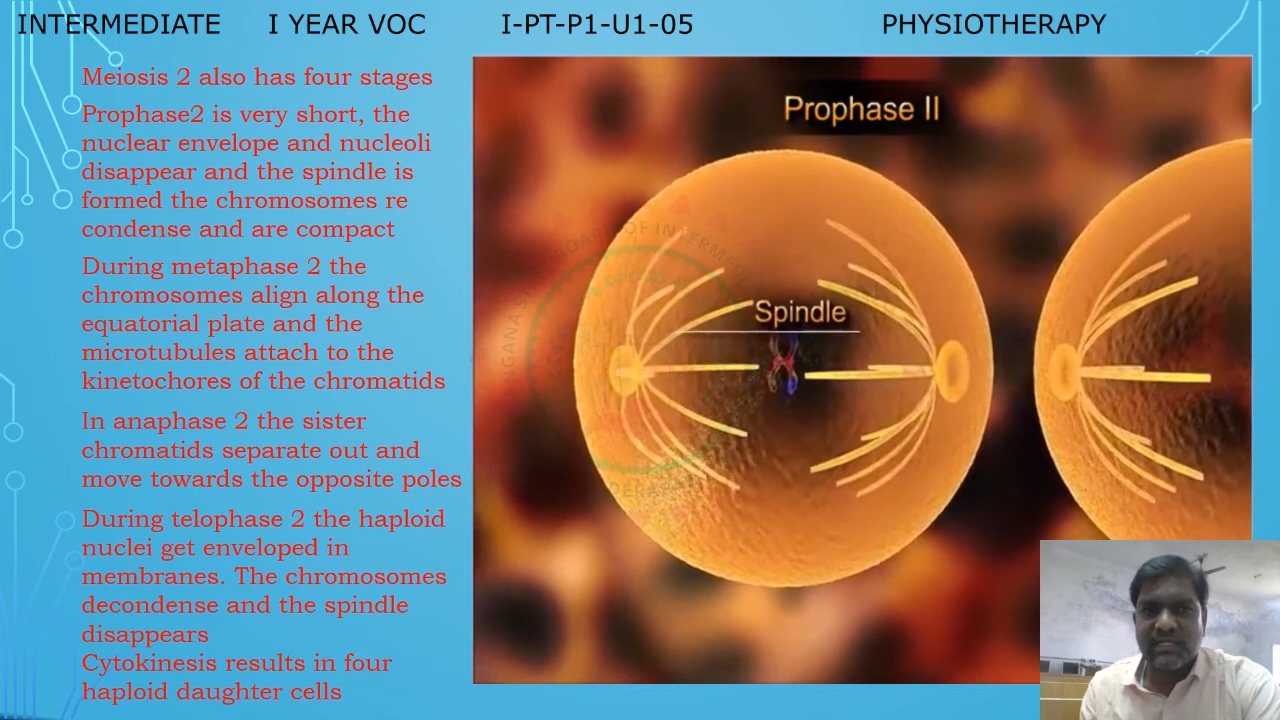 INTERMEDIATE I YEAR VOC I-PT-P1-U1-05 PHYSIOTHERAPY
Meiosis 2 also has four stages
Prophase2 is very short, the
nuclear envelope and nucleoli
disappear and the spindle is
formed the chromosomes re
condense and are compact
During metaphase 2 the
chromosomes align along the
equatorial plate and the
microtubules attach to the
kinetochores of the chromatids
In anaphase 2 the sister
chromatids separate out and
move towards the opposite poles
During telophase 2 the haploid
nuclei get enveloped in
membranes. The chromosomes
decondense and the spindle
disappears
Cytokinesis results in four
haploid daughter cells
Prophase II
Spindle
BOARD OF INTERMED